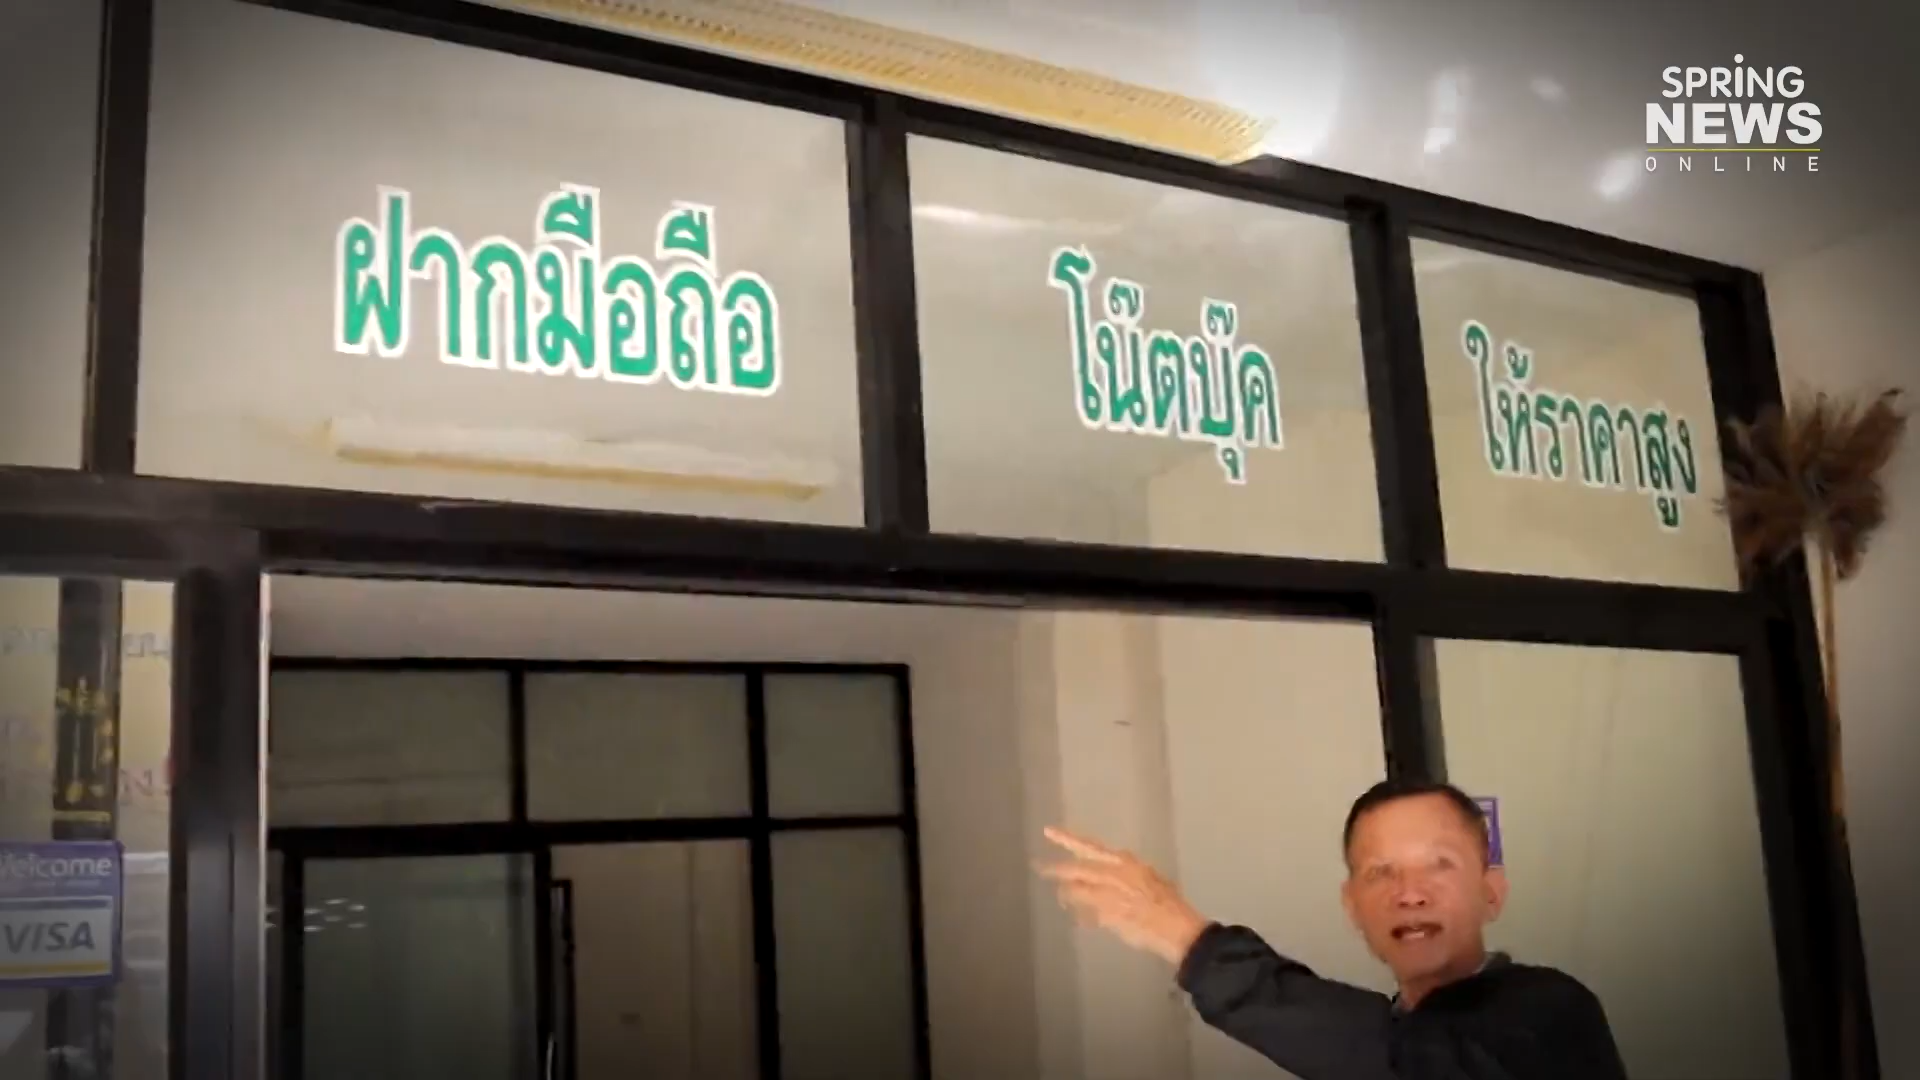 SPRiNG
NEWS
ONLINE
ฝากมือถือ
โน๊ตบุ๊ค
ให้ราคาสูง
Welcome
VISA